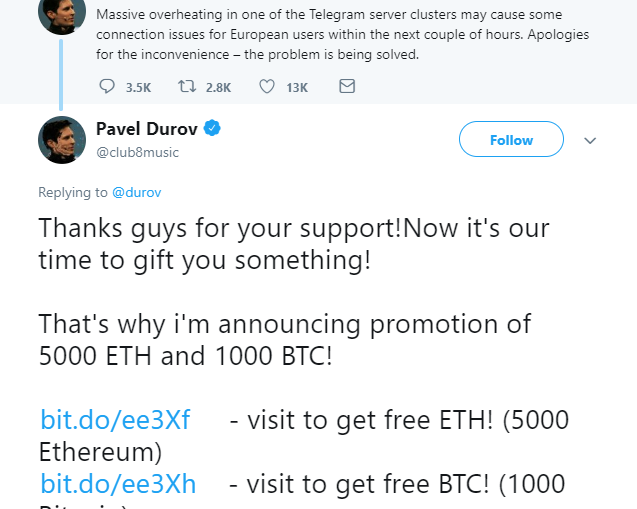 Massive overheating in one of the Telegram server clusters may cause some
connection issues for European users within the next couple of hours. Apologies
for the inconvenience – the problem is being solved.
3.5K 2.8K 13K
Pavel Durov
@club8music
Follow
Replying to @durov
Thanks guys for your support!Now it's our
time to gift you something!
That's why i'm announcing promotion of
5000 ETH and 1000 BTC!
bit.do/ee3Xf - visit to get free ETH! (5000
Ethereum)
bit.do/ee3Xh - visit to get free BTC! (1000